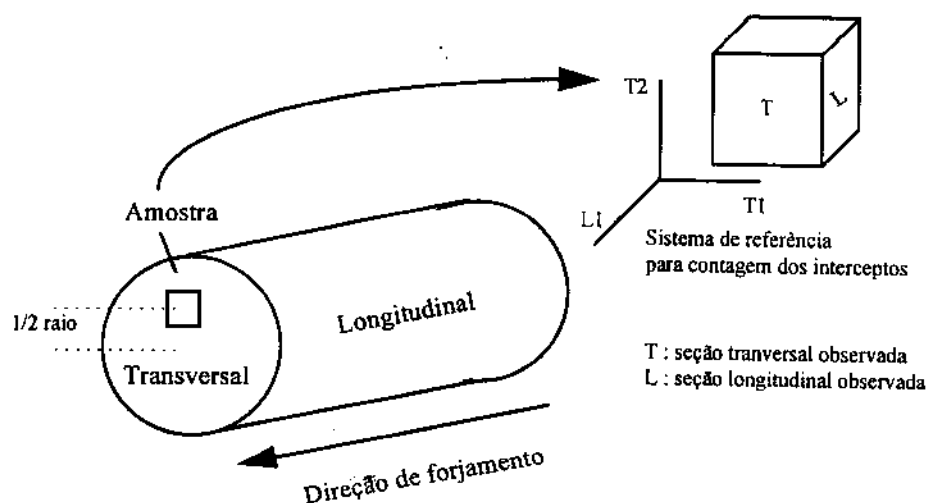 T2
T
L
T1
L1
Sistema de referência
para contagem dos interceptos
Amostra
1/2 raio
Longitudinal
Transversal
T : seção tranversal observada
L : seção longitudinal observada
Direção de forjamento